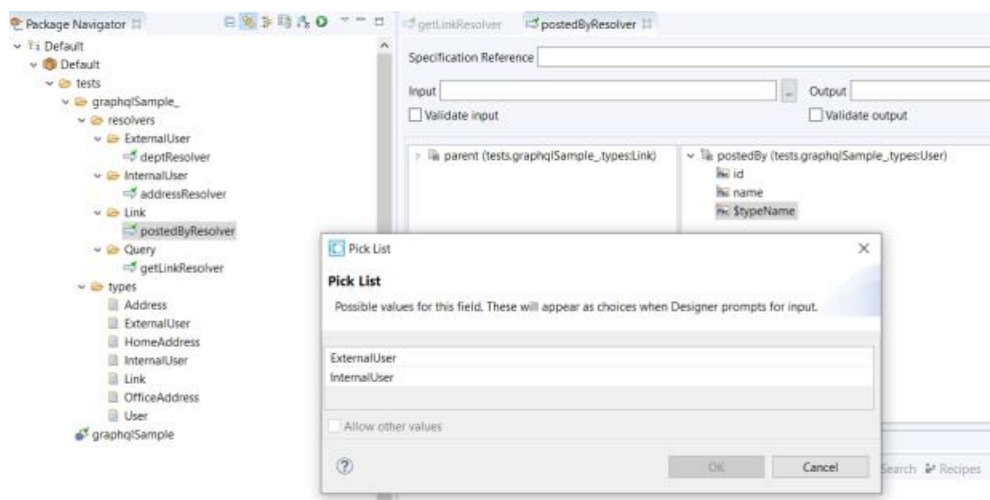 Package Navigator
Default
Default
tests
graphqlSample_
resolvers
ExternalUser
deptResolver
InternalUser
addressResolver
Link
postedByResolver
Query
getLinkResolver
types
Address
ExternalUser
HomeAddress
InternalUser
Link
OfficeAddress
User
graphqlSample
getLinkResolver postedByResolver
Specification Reference
Input ... Output
Validate input Validate output
parent (tests.graphqlSample_.types:Link) postedBy (tests.graphqlSample_.types:User)
id
name
$typeName
Pick List
Pick List
Possible values for this field. These will appear as choices when Designer prompts for input.
ExternalUser
InternalUser
Allow other values
OK Cancel
Search Recipes